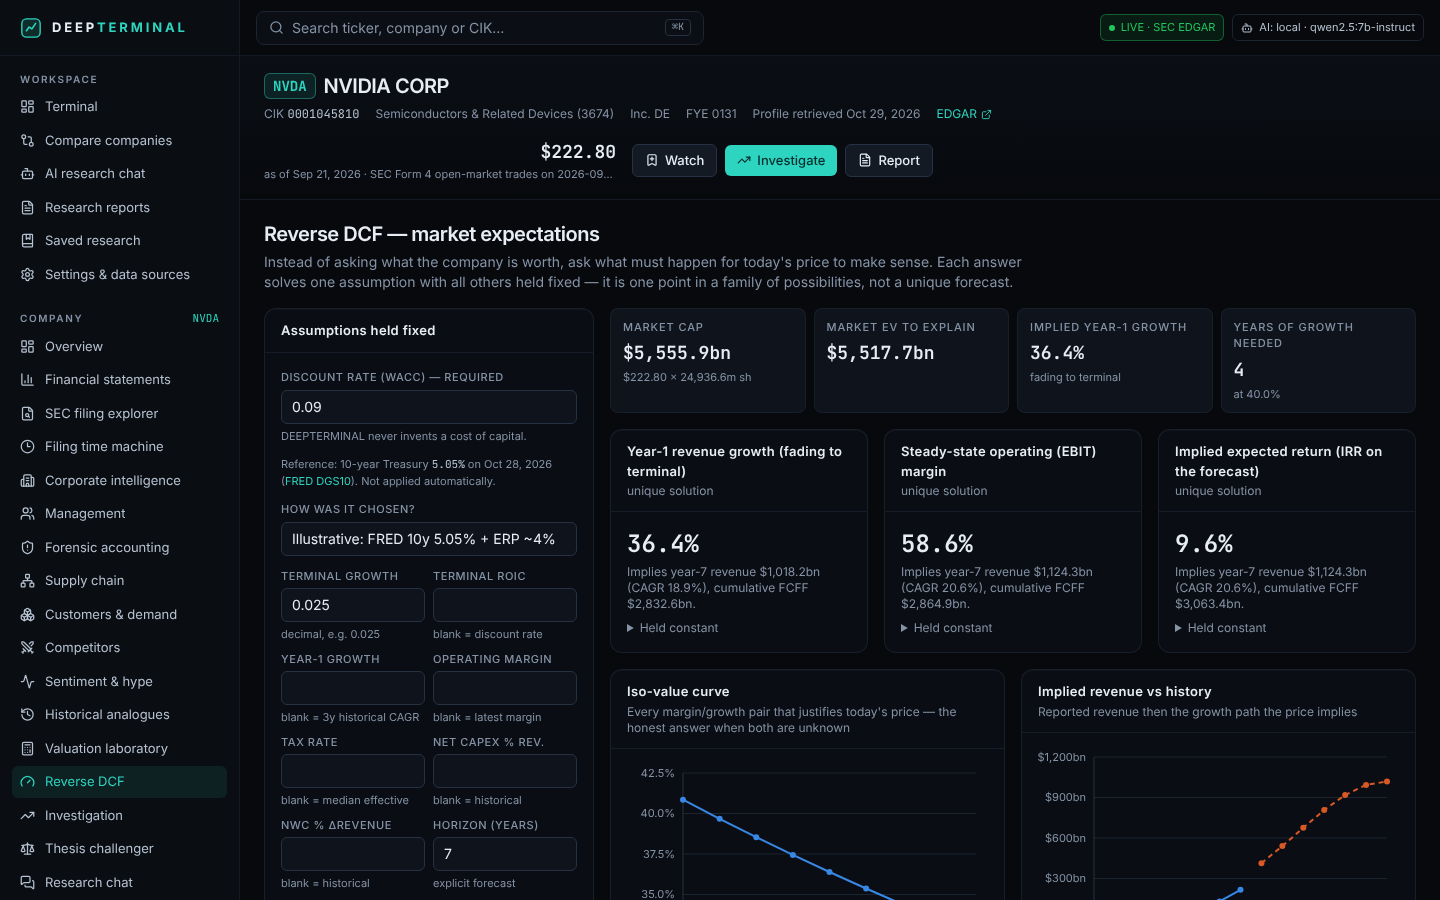 DEEPTERMINAL
Search ticker, company or CIK...
⌘K
LIVE · SEC EDGAR
AI: local · qwen2.5:7b-instruct
WORKSPACE
Terminal
Compare companies
AI research chat
Research reports
Saved research
Settings & data sources
COMPANY
NVDA
Overview
Financial statements
SEC filing explorer
Filing time machine
Corporate intelligence
Management
Forensic accounting
Supply chain
Customers & demand
Competitors
Sentiment & hype
Historical analogues
Valuation laboratory
Reverse DCF
Investigation
Thesis challenger
Research chat
NVDA NVIDIA CORP
CIK 0001045810 Semiconductors & Related Devices (3674) Inc. DE FYE 0131 Profile retrieved Oct 29, 2026 EDGAR
$222.80
as of Sep 21, 2026 · SEC Form 4 open-market trades on 2026-09...
Watch
Investigate
Report
Reverse DCF — market expectations
Instead of asking what the company is worth, ask what must happen for today's price to make sense. Each answer
solves one assumption with all others held fixed — it is one point in a family of possibilities, not a unique forecast.
Assumptions held fixed
DISCOUNT RATE (WACC) — REQUIRED
0.09
DEEPTERMINAL never invents a cost of capital.
Reference: 10-year Treasury 5.05% on Oct 28, 2026
(FRED DGS10). Not applied automatically.
HOW WAS IT CHOSEN?
Illustrative: FRED 10y 5.05% + ERP ~4%
TERMINAL GROWTH
0.025
decimal, e.g. 0.025
TERMINAL ROIC
blank = discount rate
YEAR-1 GROWTH
blank = 3y historical CAGR
OPERATING MARGIN
blank = latest margin
TAX RATE
blank = median effective
NET CAPEX % REV.
blank = historical
NWC % ΔREVENUE
blank = historical
HORIZON (YEARS)
7
explicit forecast
MARKET CAP
$5,555.9bn
$222.80 × 24,936.6m sh
MARKET EV TO EXPLAIN
$5,517.7bn
IMPLIED YEAR-1 GROWTH
36.4%
fading to terminal
YEARS OF GROWTH
NEEDED
4
at 40.0%
Year-1 revenue growth (fading to
terminal)
unique solution
36.4%
Implies year-7 revenue $1,018.2bn
(CAGR 18.9%), cumulative FCFF
$2,832.6bn.
Held constant
Steady-state operating (EBIT)
margin
unique solution
58.6%
Implies year-7 revenue $1,124.3bn
(CAGR 20.6%), cumulative FCFF
$2,864.9bn.
Held constant
Implied expected return (IRR on
the forecast)
unique solution
9.6%
Implies year-7 revenue $1,124.3bn
(CAGR 20.6%), cumulative FCFF
$3,063.4bn.
Held constant
Iso-value curve
Every margin/growth pair that justifies today's price — the
honest answer when both are unknown
42.5%
40.0%
37.5%
35.0%
Implied revenue vs history
Reported revenue then the growth path the price implies
$1,200bn
$900bn
$600bn
$300bn